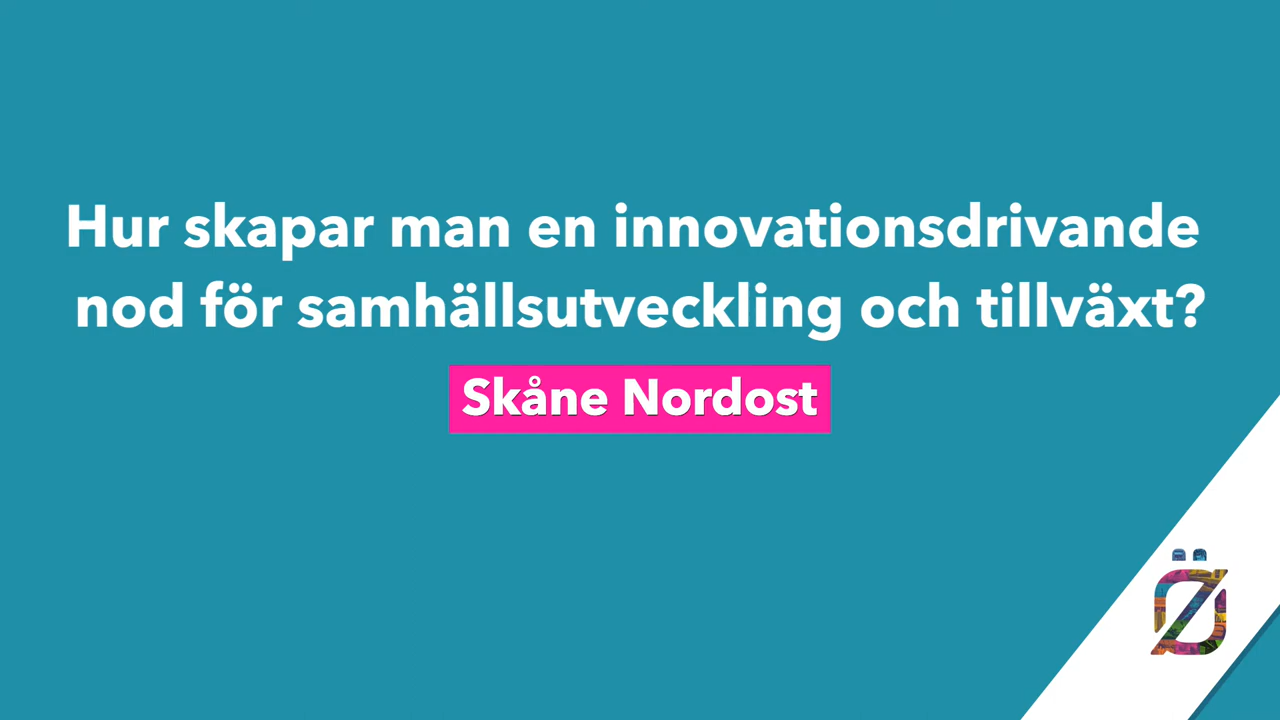 Hur skapar man en innovationsdrivande
nod för samhällsutveckling och tillväxt?
Skåne Nordost